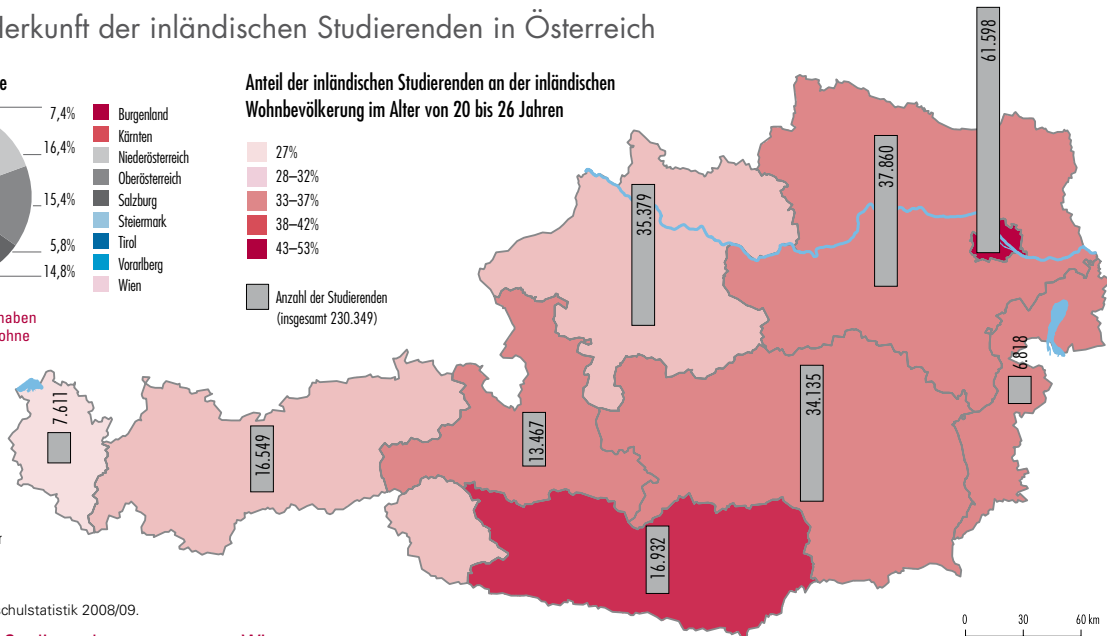 Herkunft der inländischen Studierenden in Österreich
7,4%
16,4%
15,4%
5,8%
14,8%
Burgenland
Kärnten
Niederösterreich
Oberösterreich
Salzburg
Steiermark
Tirol
Vorarlberg
Wien
Anteil der inländischen Studierenden an der inländischen
Wohnbevölkerung im Alter von 20 bis 26 Jahren
27%
28–32%
33–37%
38–42%
43–53%
Anzahl der Studierenden
(insgesamt 230.349)
haben
ohne
61.598
37.860
35.379
6.818
34.135
7.611
16.549
13.467
16.932
chulstatistik 2008/09.
0 30 60 km